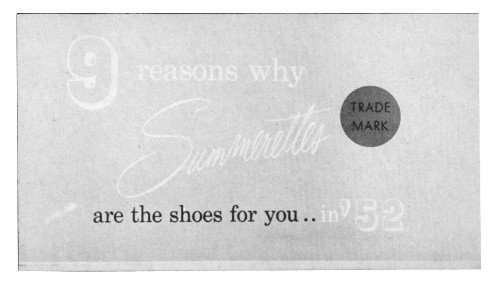 9 reasons why
Summerettes
TRADE
MARK
are the shoes for you .. in '52